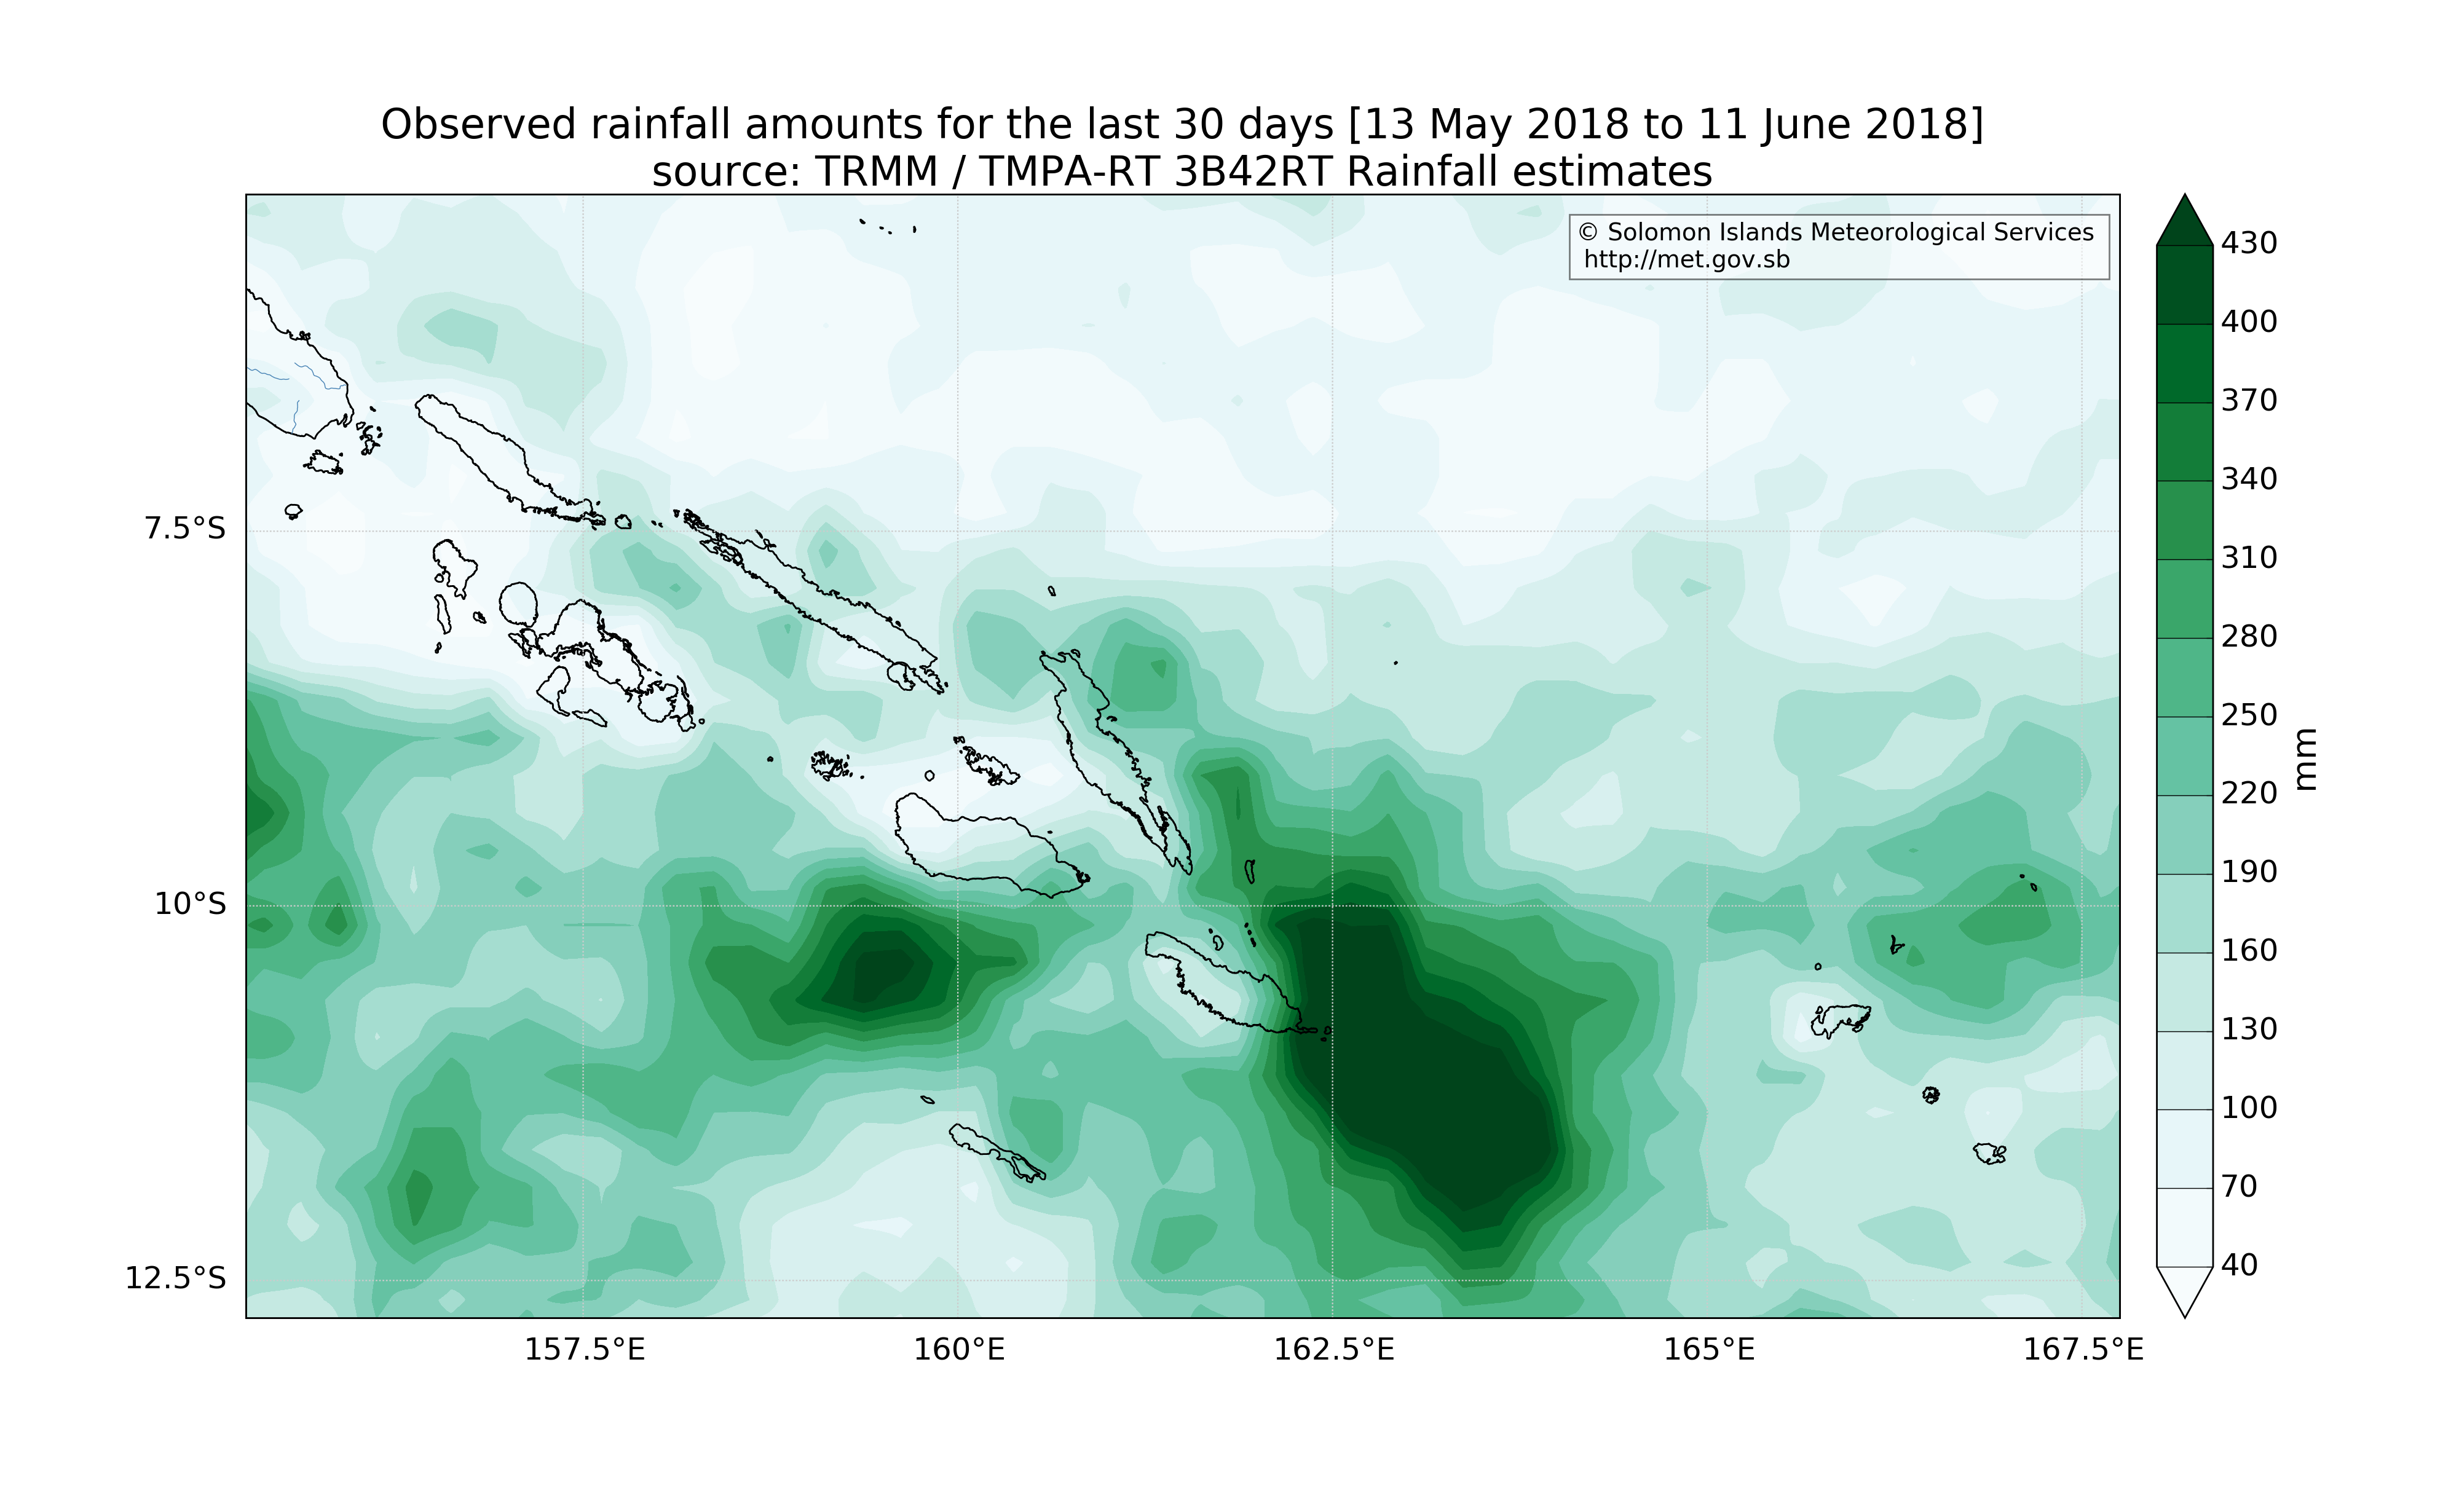 Observed rainfall amounts for the last 30 days [13 May 2018 to 11 June 2018]
source: TRMM / TMPA-RT 3B42RT Rainfall estimates
© Solomon Islands Meteorological Services
http://met.gov.sb
7.5°S
10°S
12.5°S
157.5°E
160°E
162.5°E
165°E
167.5°E
430
400
370
340
310
280
250
220
190
160
130
100
70
40
mm